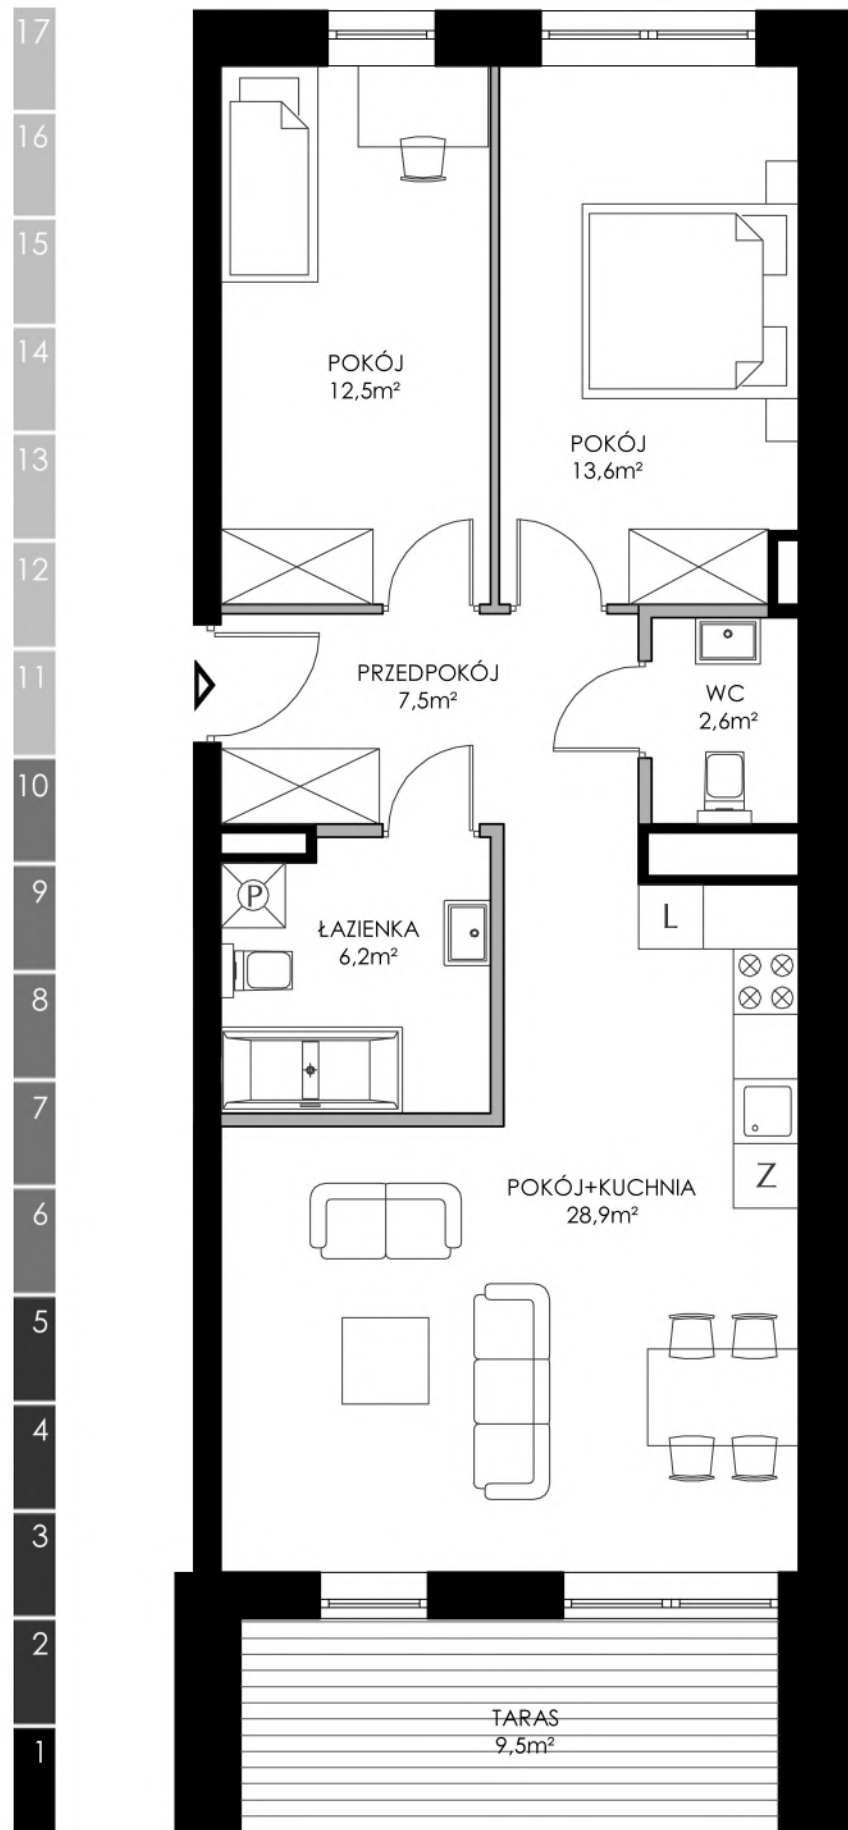 17
16
15
14
13
12
11
10
9
8
7
6
5
4
3
2
1
POKÓJ
12,5m²
POKÓJ
13,6m²
PRZEDPOKÓJ
7,5m²
WC
2,6m²
P
ŁAZIENKA
6,2m²
L
Z
POKÓJ+KUCHNIA
28,9m²
TARAS
9,5m²